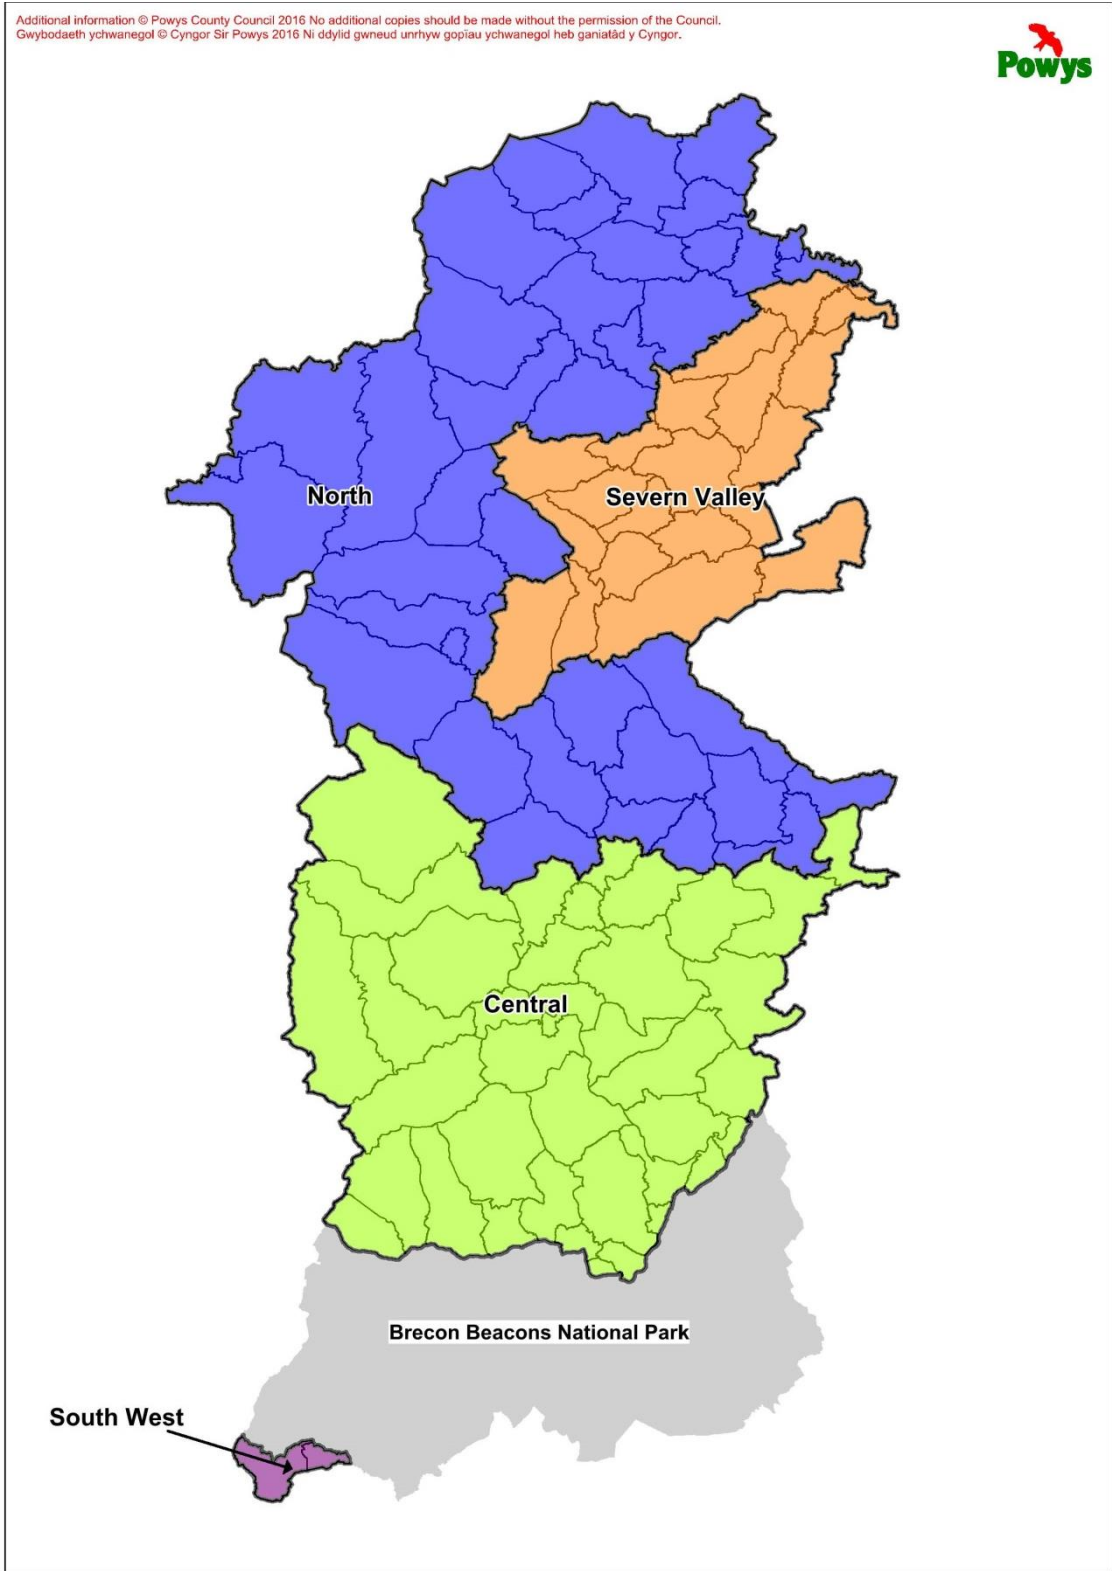 Additional information © Powys County Council 2016 No additional copies should be made without the permission of the Council.
Gwybodaeth ychwanegol © Cyngor Sir Powys 2016 Ni ddylid gwneud unrhyw gopïau ychwanegol heb ganiatâd y Cyngor.
Powys
North
Severn Valley
Central
Brecon Beacons National Park
South West